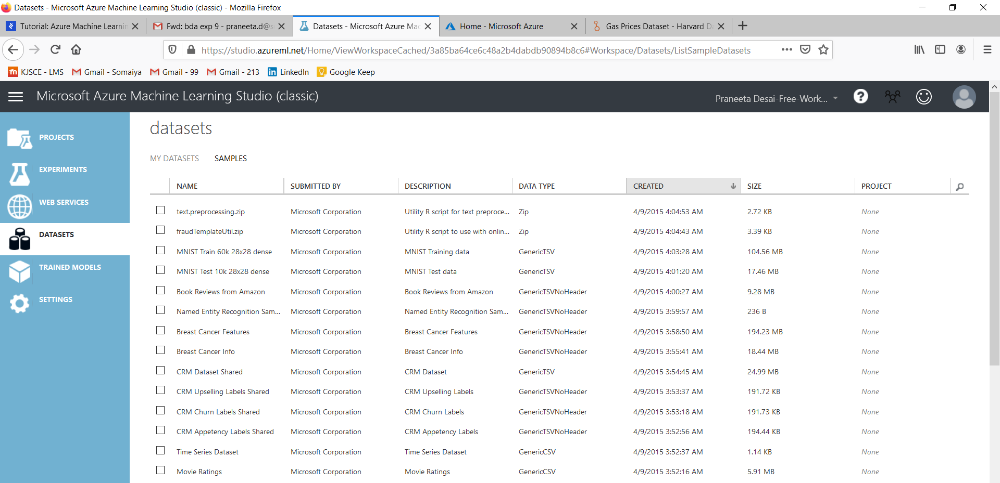 Datasets - Microsoft Azure Machine Learning Studio (classic) - Mozilla Firefox
Tutorial: Azure Machine Learnin Fwd: bda exp 9 - praneeta.d@s Datasets - Microsoft Azure Mac Home - Microsoft Azure Gas Prices Dataset - Harvard D
https://studio.azureml.net/Home/ViewWorkspaceCached/3a85ba64ce6c48a2b4dabdb90894b8c6#Workspace/Datasets/ListSampleDatasets
KJSCE - LMS Gmail - Somaiya Gmail - 99 Gmail - 213 LinkedIn Google Keep
Microsoft Azure Machine Learning Studio (classic) Praneeta Desai-Free-Work... ?
PROJECTS
EXPERIMENTS
WEB SERVICES
DATASETS
TRAINED MODELS
SETTINGS
datasets
MY DATASETS SAMPLES
NAME SUBMITTED BY DESCRIPTION DATA TYPE CREATED SIZE PROJECT
text.preprocessing.zip Microsoft Corporation Utility R script for text preproce... Zip 4/9/2015 4:04:53 AM 2.72 KB None
fraudTemplateUtil.zip Microsoft Corporation Utility R script to use with onlin... Zip 4/9/2015 4:04:43 AM 3.39 KB None
MNIST Train 60k 28x28 dense Microsoft Corporation MNIST Training data GenericTSV 4/9/2015 4:03:28 AM 104.56 MB None
MNIST Test 10k 28x28 dense Microsoft Corporation MNIST Test data GenericTSV 4/9/2015 4:01:20 AM 17.46 MB None
Book Reviews from Amazon Microsoft Corporation Book Reviews from Amazon GenericTSVNoHeader 4/9/2015 4:00:27 AM 9.28 MB None
Named Entity Recognition Sam... Microsoft Corporation Named Entity Recognition Sam... GenericTSVNoHeader 4/9/2015 3:59:57 AM 236 B None
Breast Cancer Features Microsoft Corporation Breast Cancer Features GenericTSVNoHeader 4/9/2015 3:58:50 AM 194.23 MB None
Breast Cancer Info Microsoft Corporation Breast Cancer Info GenericTSVNoHeader 4/9/2015 3:55:41 AM 18.44 MB None
CRM Dataset Shared Microsoft Corporation CRM Dataset GenericTSV 4/9/2015 3:54:45 AM 24.99 MB None
CRM Upselling Labels Shared Microsoft Corporation CRM Upselling Labels GenericTSVNoHeader 4/9/2015 3:53:37 AM 191.72 KB None
CRM Churn Labels Shared Microsoft Corporation CRM Churn Labels GenericTSVNoHeader 4/9/2015 3:53:18 AM 191.73 KB None
CRM Appetency Labels Shared Microsoft Corporation CRM Appetency Labels GenericTSVNoHeader 4/9/2015 3:52:56 AM 194.44 KB None
Time Series Dataset Microsoft Corporation Time Series Dataset GenericCSV 4/9/2015 3:52:37 AM 1.14 KB None
Movie Ratings Microsoft Corporation Movie Ratings GenericCSV 4/9/2015 3:52:16 AM 5.91 MB None